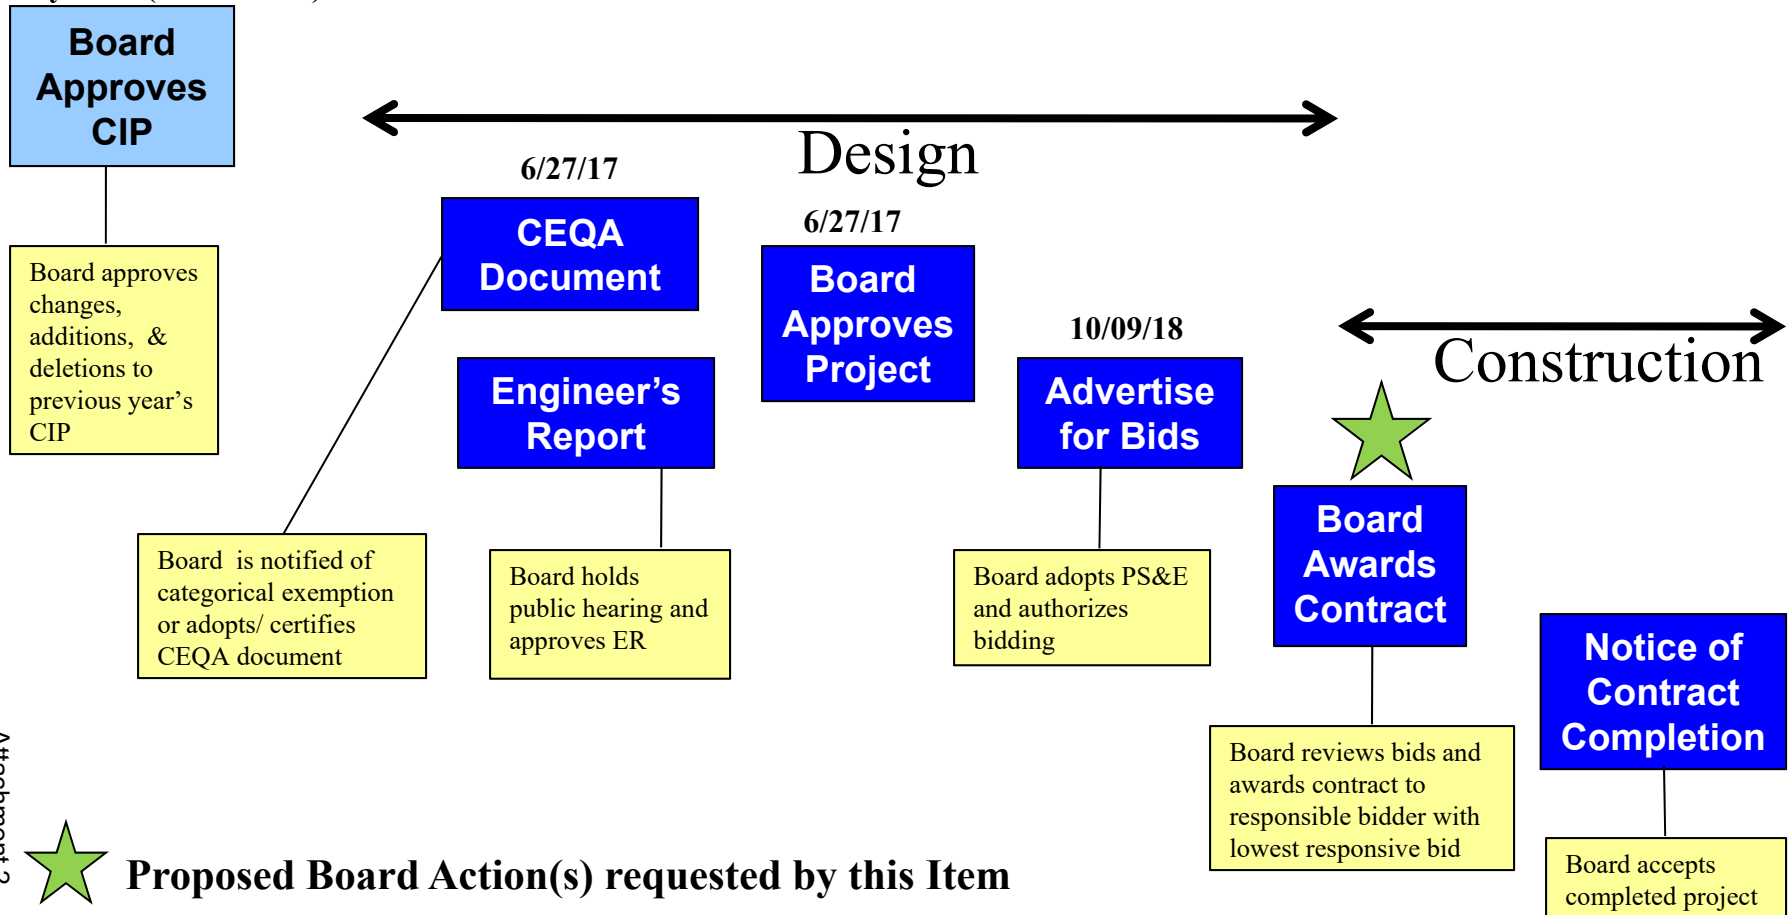 Board
Approves
CIP
Design
6/27/17
CEQA
Document
6/27/17
Board
Approves
Project
Board approves
changes,
additions, &
deletions to
previous year’s
CIP
10/09/18
Construction
Engineer’s
Report
Advertise
for Bids
Board
Awards
Contract
Board is notified of
categorical exemption
or adopts/ certifies
CEQA document
Board holds
public hearing and
approves ER
Board adopts PS&E
and authorizes
bidding
Notice of
Contract
Completion
Board reviews bids and
awards contract to
responsible bidder with
lowest responsive bid
Board accepts
completed project
Attachment 2
Proposed Board Action(s) requested by this Item